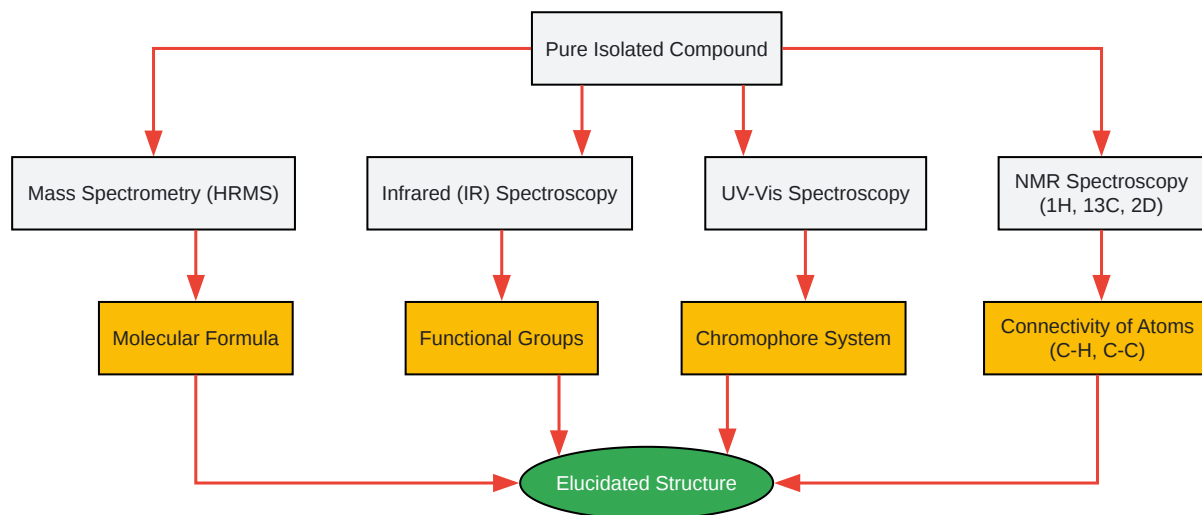 Pure Isolated Compound
Mass Spectrometry (HRMS)
Infrared (IR) Spectroscopy
UV-Vis Spectroscopy
NMR Spectroscopy
(1H, 13C, 2D)
Molecular Formula
Functional Groups
Chromophore System
Connectivity of Atoms
(C-H, C-C)
Elucidated Structure